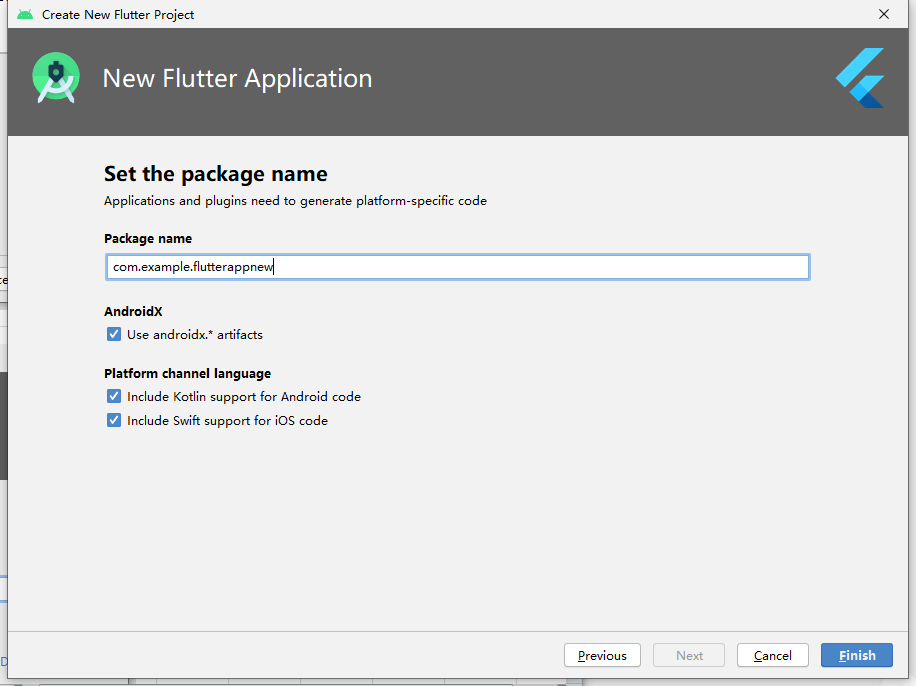 Create New Flutter Project
New Flutter Application
Set the package name
Applications and plugins need to generate platform-specific code
Package name
com.example.flutterappnew
AndroidX
Use androidx.* artifacts
Platform channel language
Include Kotlin support for Android code
Include Swift support for iOS code
Previous
Next
Cancel
Finish